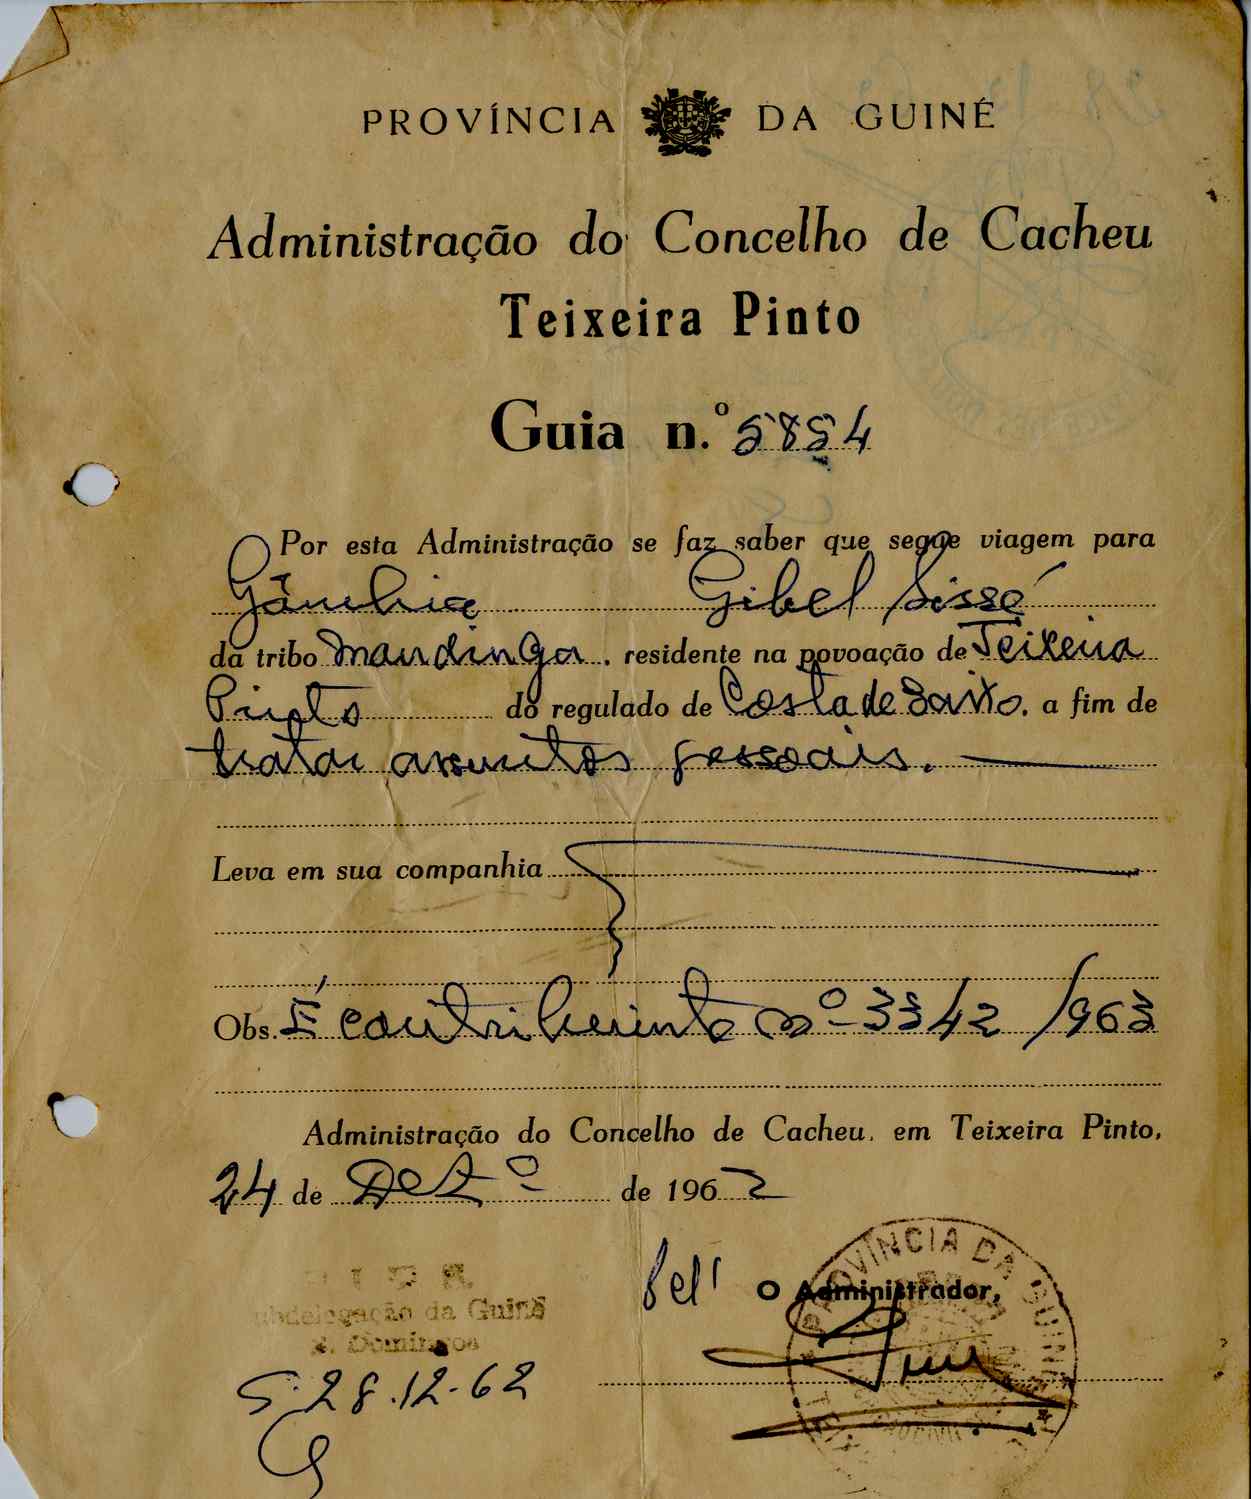 PROVÍNCIA DA GUINÉ
Administração do Concelho de Cacheu
Teixeira Pinto
Guia n.º 5854
Por esta Administração se faz saber que segue viagem para
Gâmbia Gibel Sissé
da tribo mandinga, residente na povoação de Teixeira
Pinto do regulado de Costa de Baixo, a fim de
tratar assuntos pessoais.
Leva em sua companhia
Obs. É contribuinte nº 3342/963
Administração do Concelho de Cacheu, em Teixeira Pinto,
24 de Dezº de 1962
Pel' O Administrador,
PROVÍNCIA DA GUINÉ
P I D E
Subdelegação da Guiné
S. Domingos
S. 28.12.62